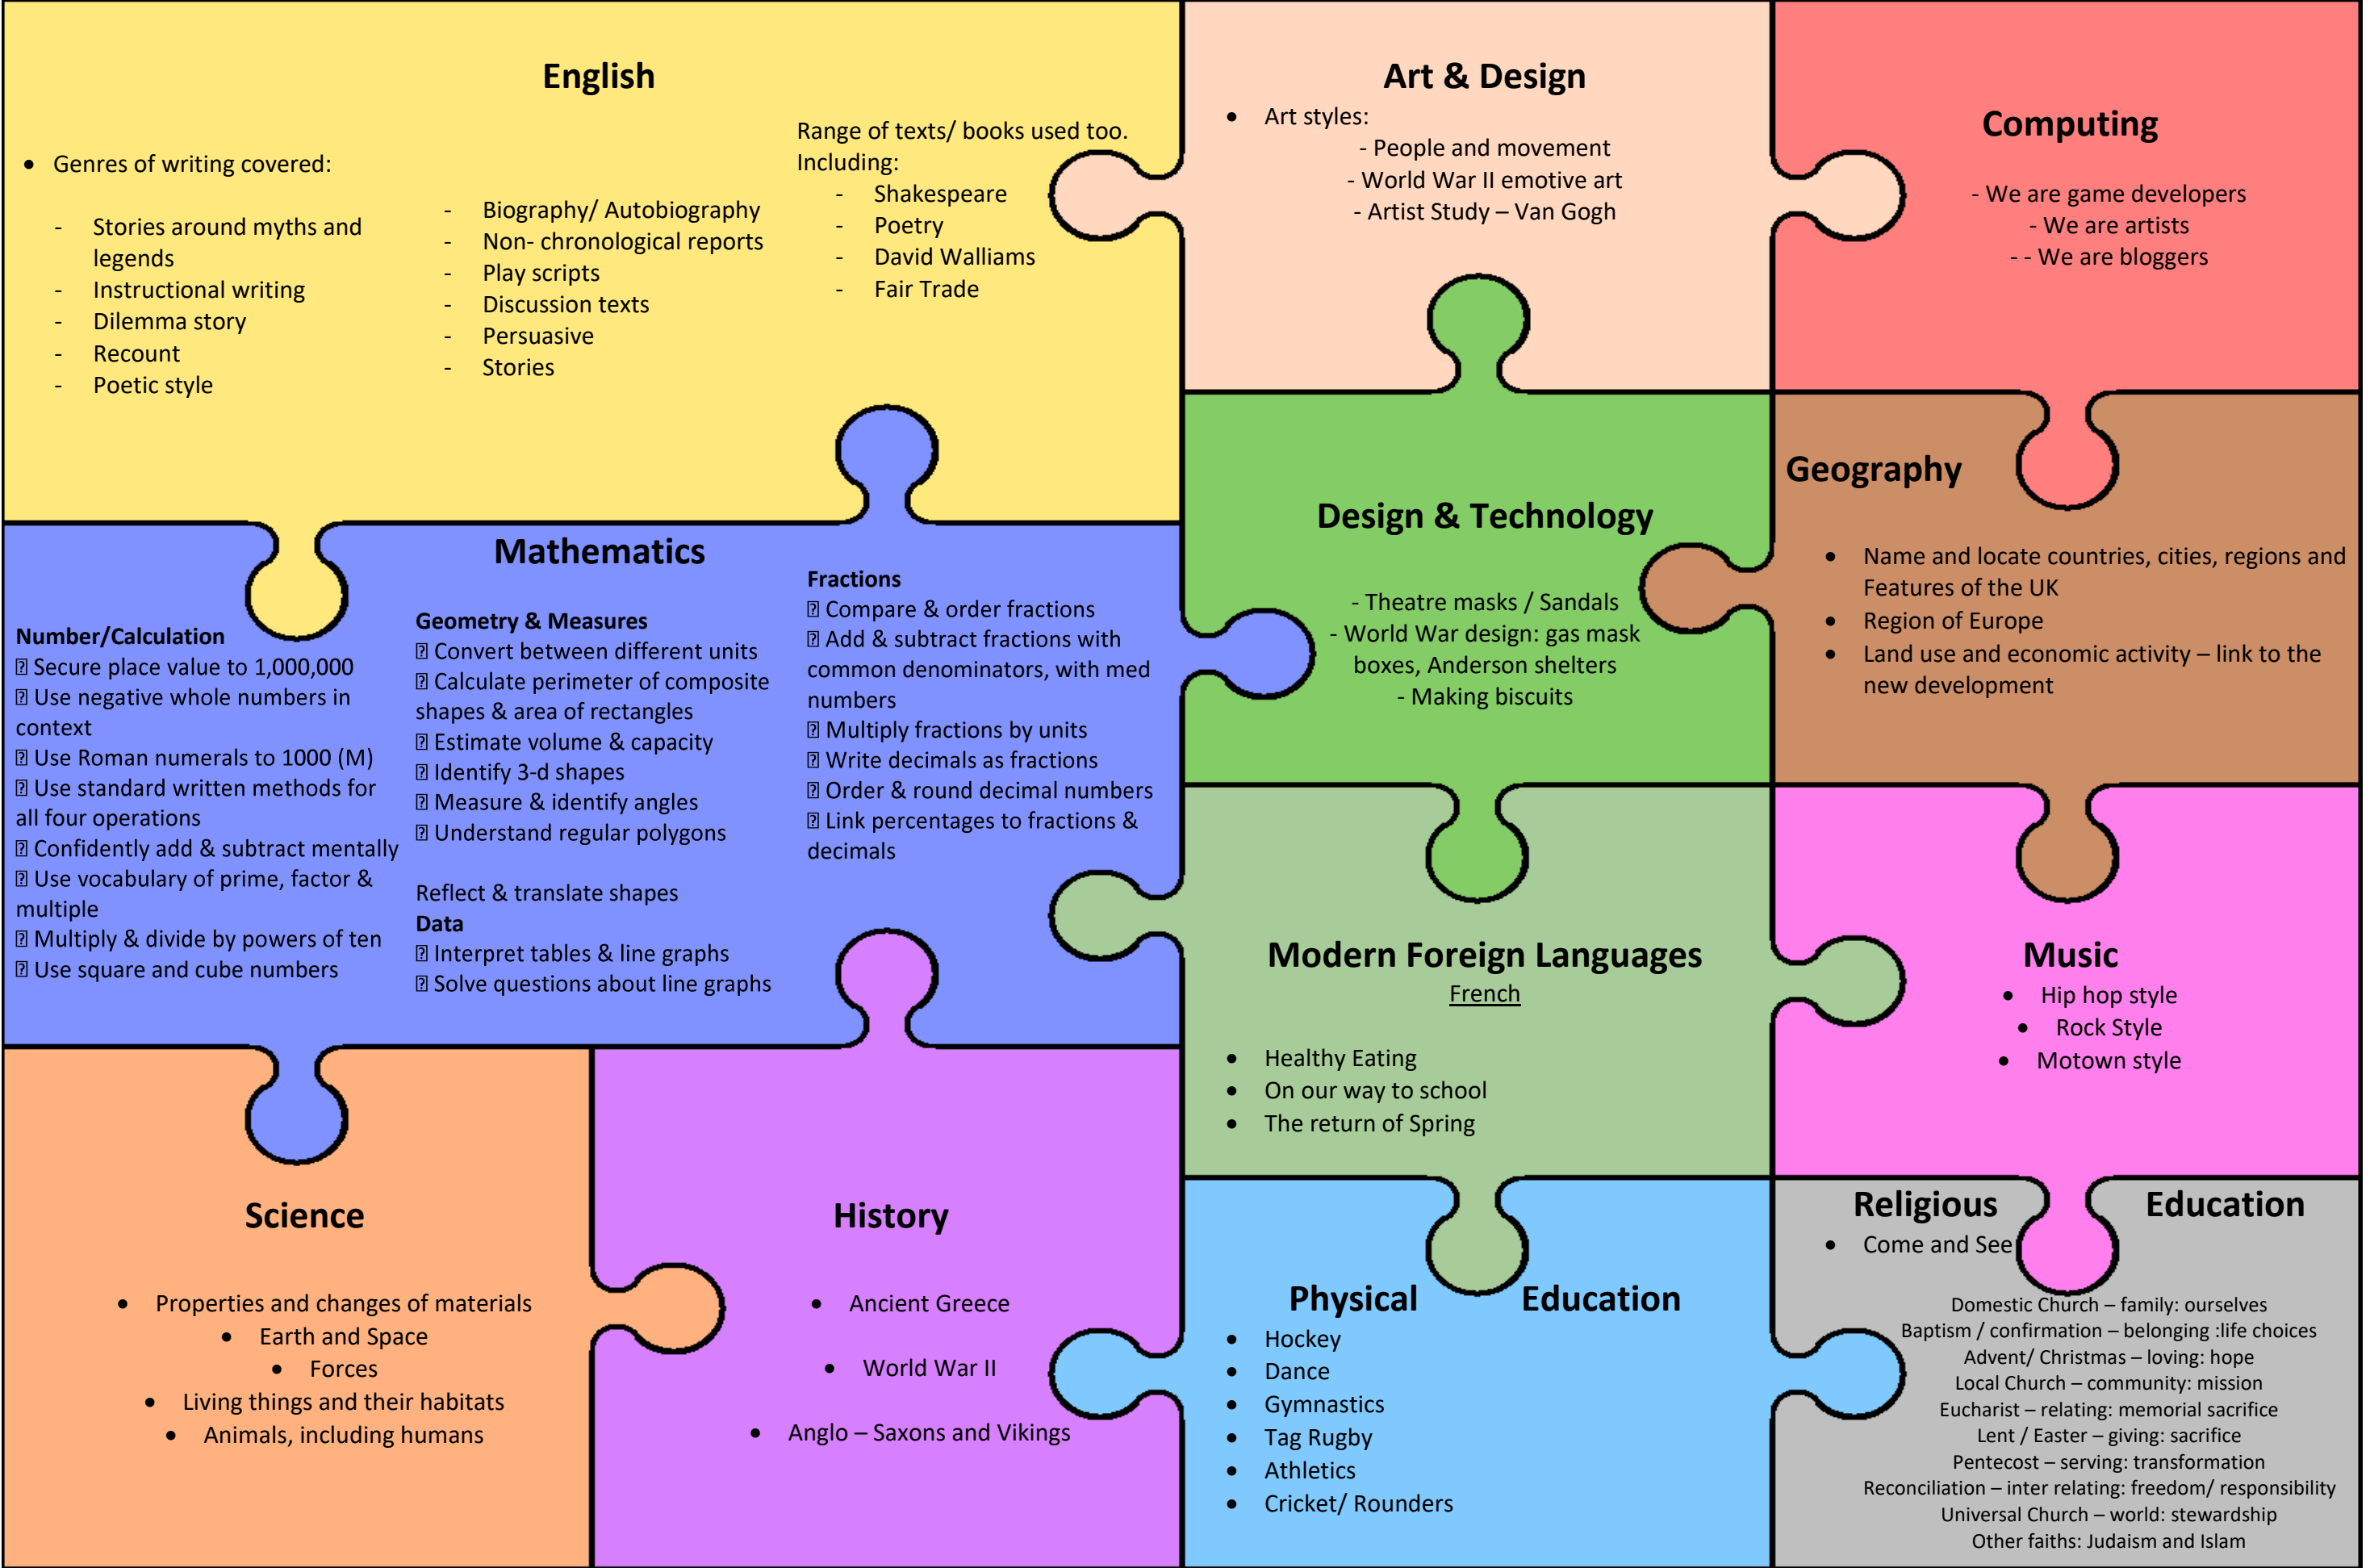 English
• Genres of writing covered:
- Stories around myths and
legends
- Instructional writing
- Dilemma story
- Recount
- Poetic style
- Biography/ Autobiography
- Non- chronological reports
- Play scripts
- Discussion texts
- Persuasive
- Stories
Range of texts/ books used too.
Including:
- Shakespeare
- Poetry
- David Walliams
- Fair Trade
Art & Design
• Art styles:
- People and movement
- World War II emotive art
- Artist Study – Van Gogh
Computing
- We are game developers
- We are artists
- - We are bloggers
Mathematics
Number/Calculation
⍰ Secure place value to 1,000,000
⍰ Use negative whole numbers in
context
⍰ Use Roman numerals to 1000 (M)
⍰ Use standard written methods for
all four operations
⍰ Confidently add & subtract mentally
⍰ Use vocabulary of prime, factor &
multiple
⍰ Multiply & divide by powers of ten
⍰ Use square and cube numbers
Geometry & Measures
⍰ Convert between different units
⍰ Calculate perimeter of composite
shapes & area of rectangles
⍰ Estimate volume & capacity
⍰ Identify 3-d shapes
⍰ Measure & identify angles
⍰ Understand regular polygons
Reflect & translate shapes
Data
⍰ Interpret tables & line graphs
⍰ Solve questions about line graphs
Fractions
⍰ Compare & order fractions
⍰ Add & subtract fractions with
common denominators, with med
numbers
⍰ Multiply fractions by units
⍰ Write decimals as fractions
⍰ Order & round decimal numbers
⍰ Link percentages to fractions &
decimals
Design & Technology
- Theatre masks / Sandals
- World War design: gas mask
boxes, Anderson shelters
- Making biscuits
Geography
• Name and locate countries, cities, regions and
Features of the UK
• Region of Europe
• Land use and economic activity – link to the
new development
Modern Foreign Languages
French
• Healthy Eating
• On our way to school
• The return of Spring
Music
• Hip hop style
• Rock Style
• Motown style
Science
• Properties and changes of materials
• Earth and Space
• Forces
• Living things and their habitats
• Animals, including humans
History
• Ancient Greece
• World War II
• Anglo – Saxons and Vikings
Physical Education
• Hockey
• Dance
• Gymnastics
• Tag Rugby
• Athletics
• Cricket/ Rounders
Religious Education
• Come and See
Domestic Church – family: ourselves
Baptism / confirmation – belonging :life choices
Advent/ Christmas – loving: hope
Local Church – community: mission
Eucharist – relating: memorial sacrifice
Lent / Easter – giving: sacrifice
Pentecost – serving: transformation
Reconciliation – inter relating: freedom/ responsibility
Universal Church – world: stewardship
Other faiths: Judaism and Islam